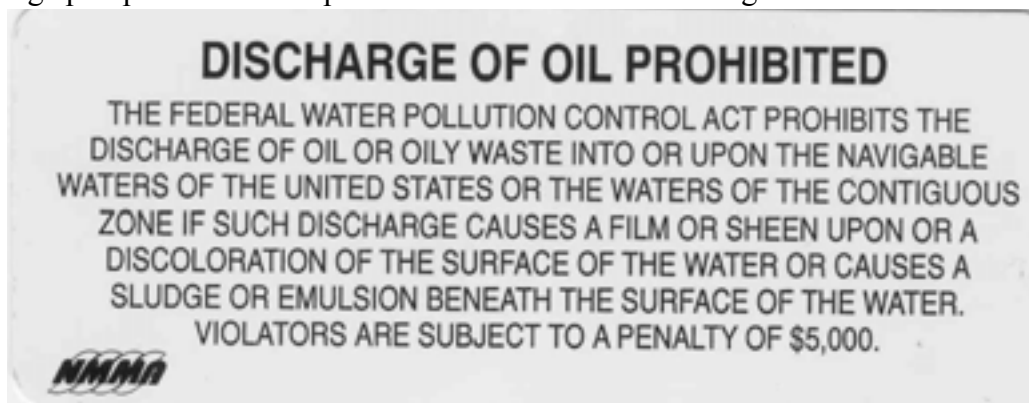 DISCHARGE OF OIL PROHIBITED
THE FEDERAL WATER POLLUTION CONTROL ACT PROHIBITS THE
DISCHARGE OF OIL OR OILY WASTE INTO OR UPON THE NAVIGABLE
WATERS OF THE UNITED STATES OR THE WATERS OF THE CONTIGUOUS
ZONE IF SUCH DISCHARGE CAUSES A FILM OR SHEEN UPON OR A
DISCOLORATION OF THE SURFACE OF THE WATER OR CAUSES A
SLUDGE OR EMULSION BENEATH THE SURFACE OF THE WATER.
VIOLATORS ARE SUBJECT TO A PENALTY OF $5,000.
NMMA